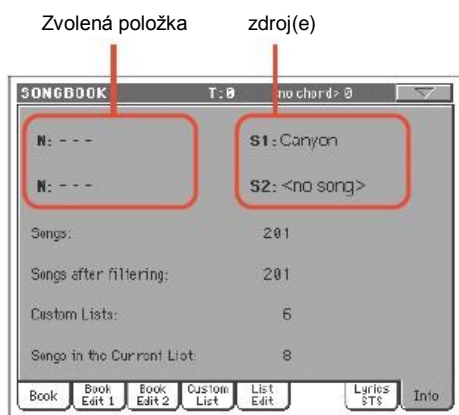 Zvolená položka zdroj(e)
SONGBOOK T:0 <no chord> 0
N: - - - S1: Canyon
N: - - - S2: <no song>
Songs: 201
Songs after filtering: 201
Custom Lists: 6
Songs in the Current List: 8
Book Book Edit 1 Book Edit 2 Custom List List Edit Lyrics STS Info